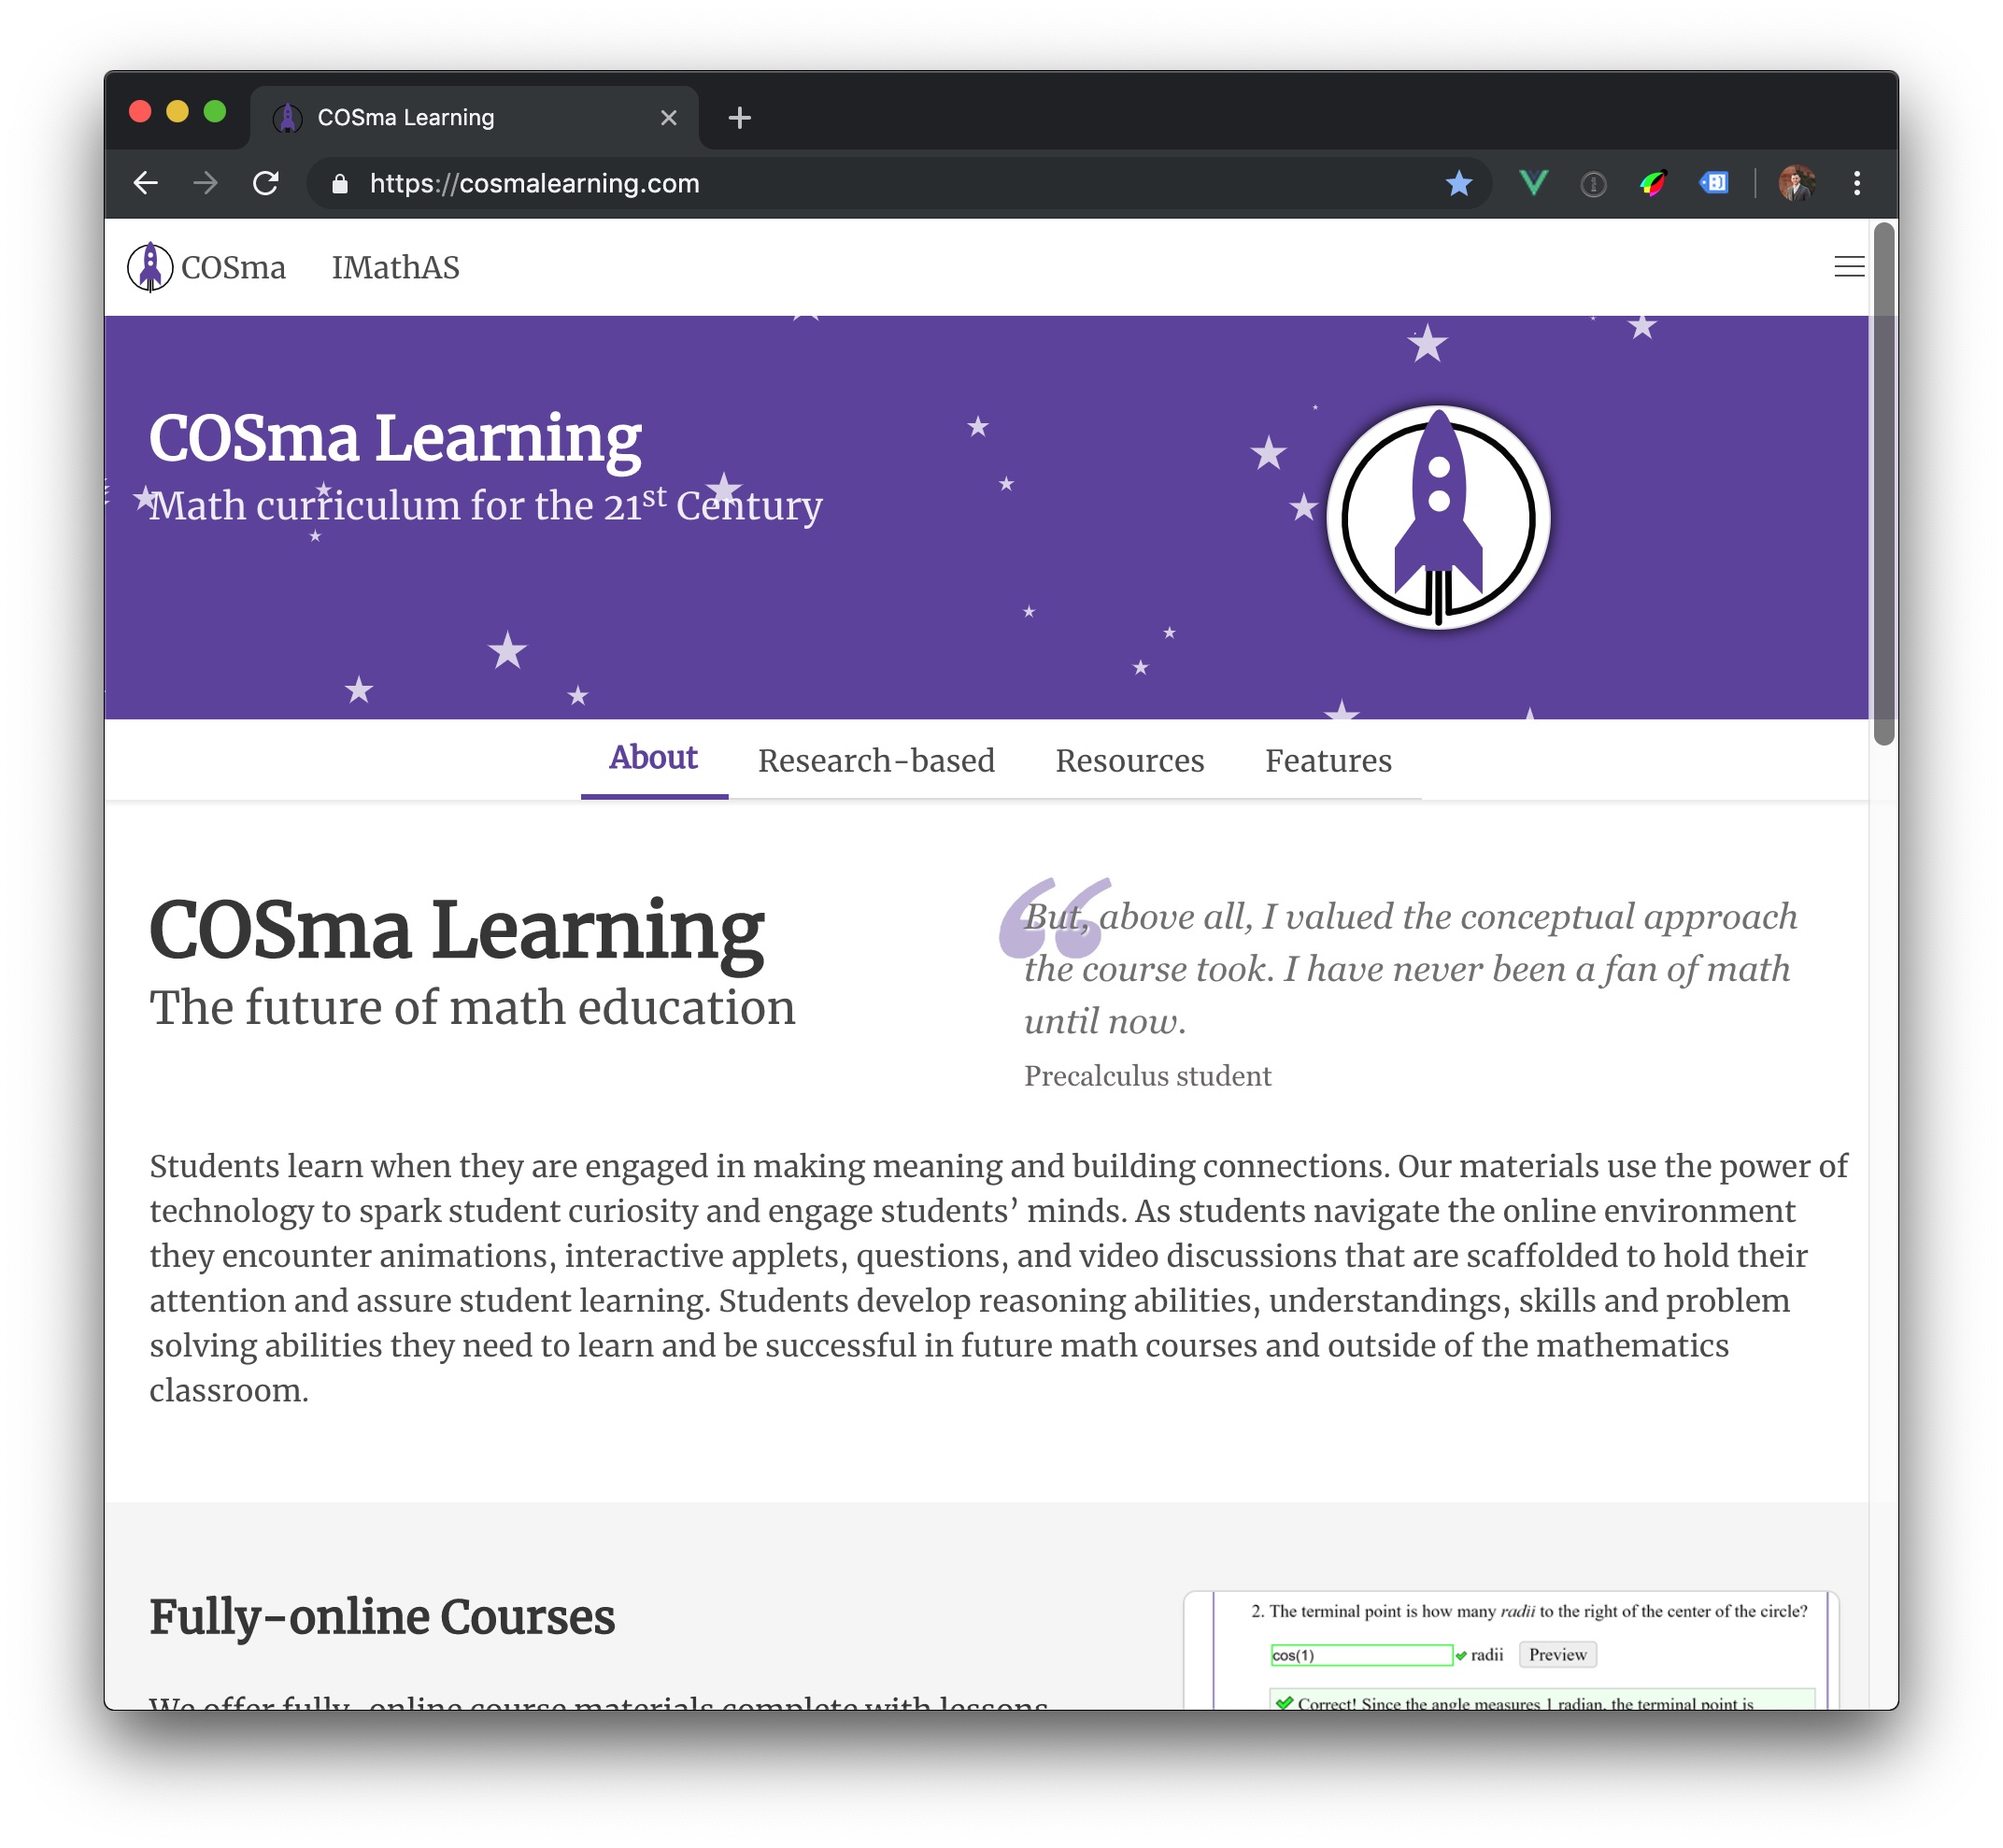 COSma Learning
https://cosmalearning.com
COSma IMathAS
COSma Learning
Math curriculum for the 21st Century
About Research-based Resources Features
COSma Learning
The future of math education
But, above all, I valued the conceptual approach
the course took. I have never been a fan of math
until now.
Precalculus student
Students learn when they are engaged in making meaning and building connections. Our materials use the power of
technology to spark student curiosity and engage students’ minds. As students navigate the online environment
they encounter animations, interactive applets, questions, and video discussions that are scaffolded to hold their
attention and assure student learning. Students develop reasoning abilities, understandings, skills and problem
solving abilities they need to learn and be successful in future math courses and outside of the mathematics
classroom.
Fully-online Courses
We offer fully-online course materials complete with lessons,
2. The terminal point is how many radii to the right of the center of the circle?
cos(1) radii Preview
Correct! Since the angle measures 1 radian, the terminal point is